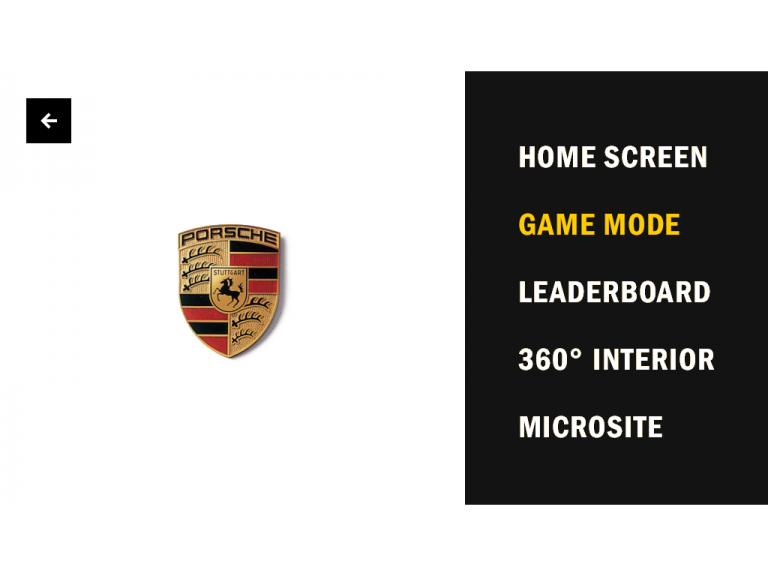 PORSCHE
STUTTGART
HOME SCREEN
GAME MODE
LEADERBOARD
360° INTERIOR
MICROSITE